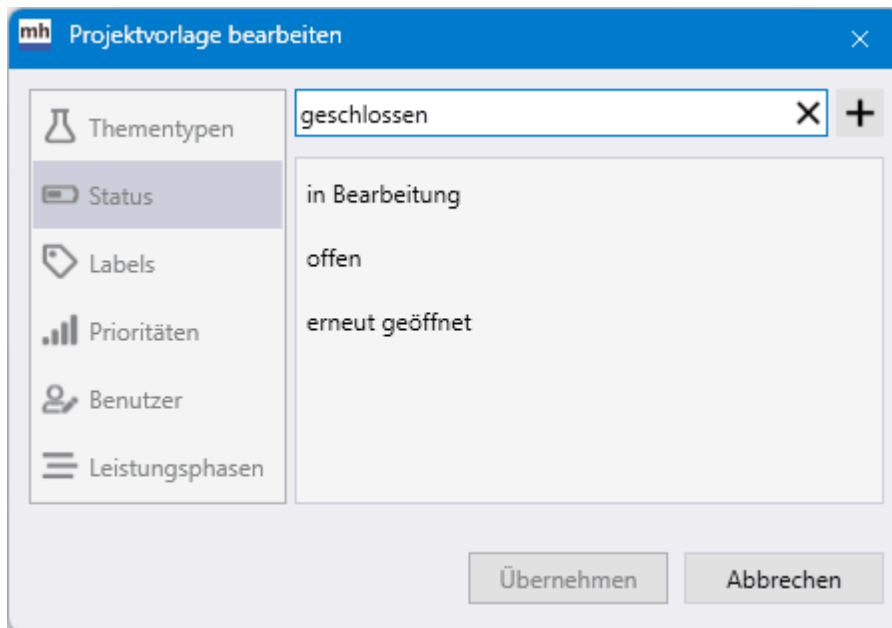 mh Projektvorlage bearbeiten
Thementypen
Status
Labels
Prioritäten
Benutzer
Leistungsphasen
geschlossen
in Bearbeitung
offen
erneut geöffnet
Übernehmen
Abbrechen